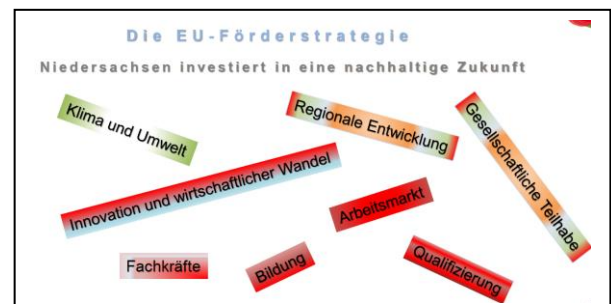 Die EU-Förderstrategie
Niedersachsen investiert in eine nachhaltige Zukunft
Klima und Umwelt
Regionale Entwicklung
Gesellschaftliche Teilhabe
Innovation und wirtschaftlicher Wandel
Arbeitsmarkt
Fachkräfte
Bildung
Qualifizierung